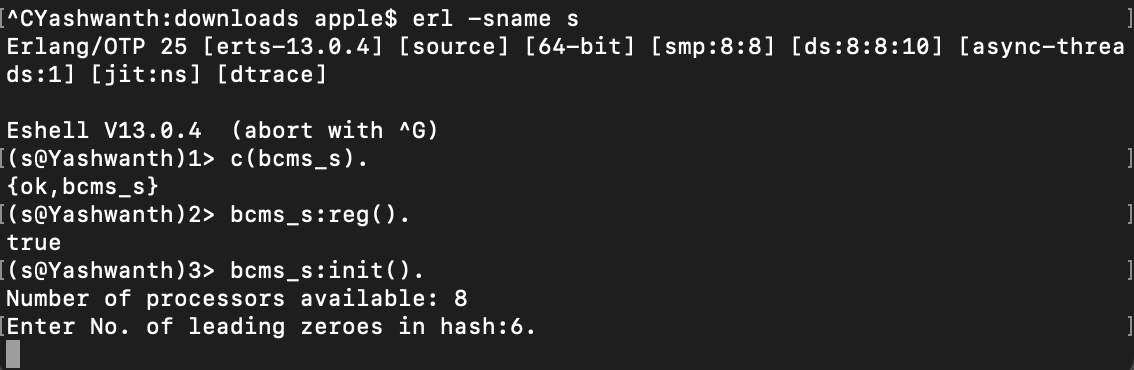 [^CYashwanth:downloads apple$ erl -sname s ]
Erlang/OTP 25 [erts-13.0.4] [source] [64-bit] [smp:8:8] [ds:8:8:10] [async-threa
ds:1] [jit:ns] [dtrace]
Eshell V13.0.4  (abort with ^G)
[(s@Yashwanth)1> c(bcms_s). ]
{ok,bcms_s}
[(s@Yashwanth)2> bcms_s:reg(). ]
true
[(s@Yashwanth)3> bcms_s:init(). ]
Number of processors available: 8
[Enter No. of leading zeroes in hash:6. ]